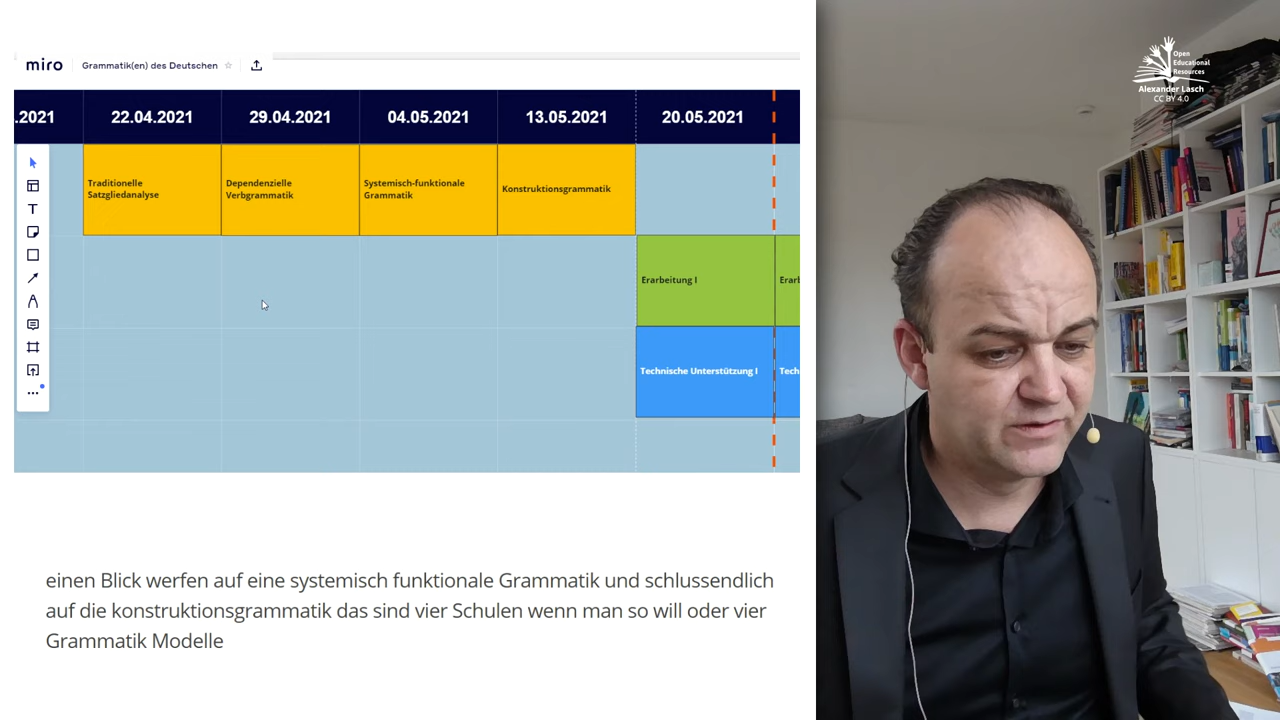 miro
Grammatik(en) des Deutschen
.2021
22.04.2021
29.04.2021
04.05.2021
13.05.2021
20.05.2021
Traditionelle
Satzgliedanalyse
Dependenzielle
Verbgrammatik
Systemisch-funktionale
Grammatik
Konstruktionsgrammatik
Erarbeitung I
Erarb
Technische Unterstützung I
Tech
einen Blick werfen auf eine systemisch funktionale Grammatik und schlussendlich
auf die konstruktionsgrammatik das sind vier Schulen wenn man so will oder vier
Grammatik Modelle
Open
Educational
Resources
Alexander Lasch
CC BY 4.0